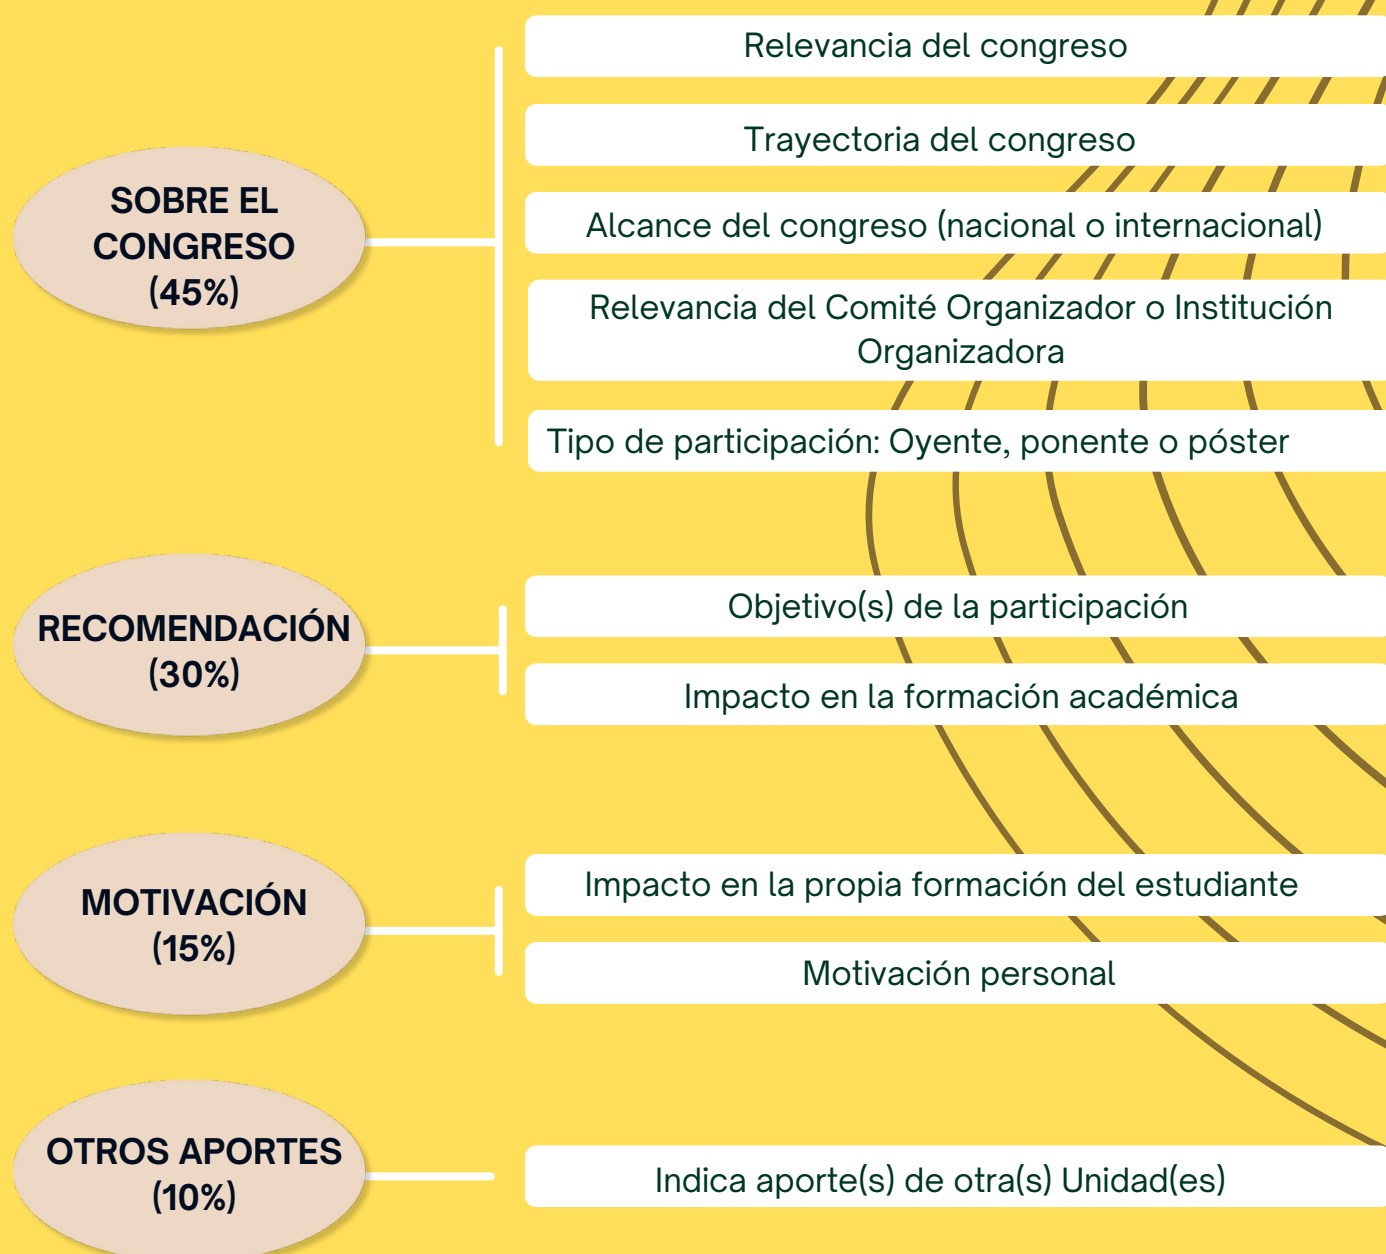 SOBRE EL
CONGRESO
(45%)
Relevancia del congreso
Trayectoria del congreso
Alcance del congreso (nacional o internacional)
Relevancia del Comité Organizador o Institución
Organizadora
Tipo de participación: Oyente, ponente o póster
RECOMENDACIÓN
(30%)
Objetivo(s) de la participación
Impacto en la formación académica
MOTIVACIÓN
(15%)
Impacto en la propia formación del estudiante
Motivación personal
OTROS APORTES
(10%)
Indica aporte(s) de otra(s) Unidad(es)